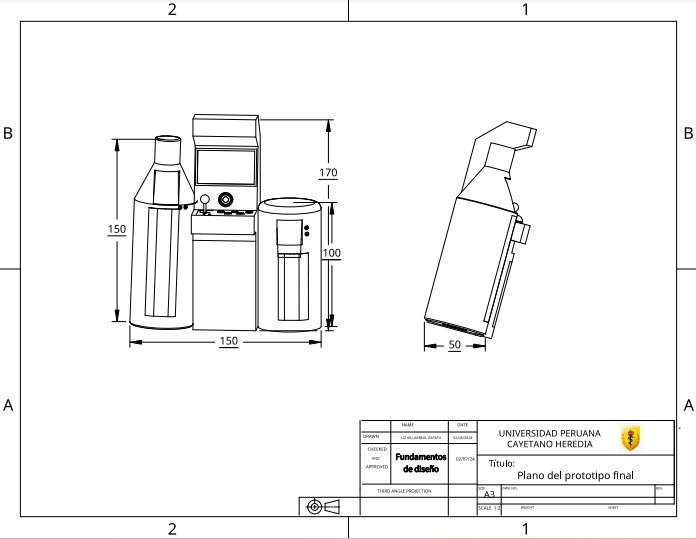 2
1
B
B
170
150
100
150
50
A
A
NAME
DATE
DRAWN
LIZ VILLARREAL ZAPATA
02/06/2024
UNIVERSIDAD PERUANA
CAYETANO HEREDIA
CHECKED
AND
APPROVED
Fundamentos
de diseño
02/07/24
Título:
Plano del prototipo final
THIRD ANGLE PROJECTION
SIZE
A3
DWG NO.
REV.
SCALE 1:2
WEIGHT
SHEET
2
1